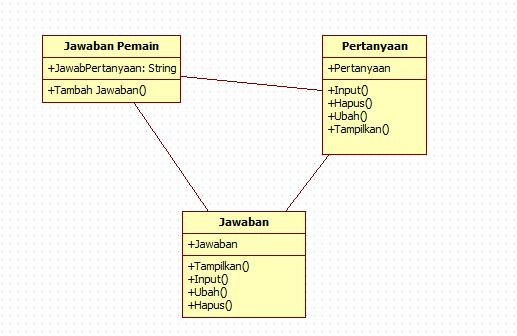 Jawaban Pemain
+JawabPertanyaan: String
+Tambah Jawaban()
Pertanyaan
+Pertanyaan
+Input()
+Hapus()
+Ubah()
+Tampilkan()
Jawaban
+Jawaban
+Tampilkan()
+Input()
+Ubah()
+Hapus()